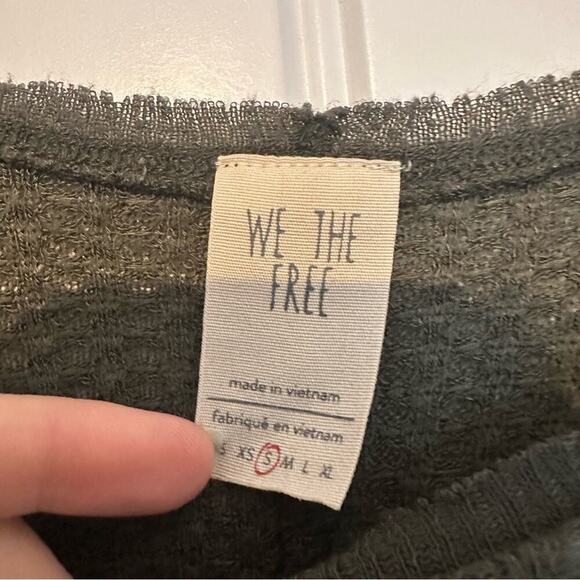 WE THE
FREE
made in vietnam
fabriqué en vietnam
S XS S M L XL